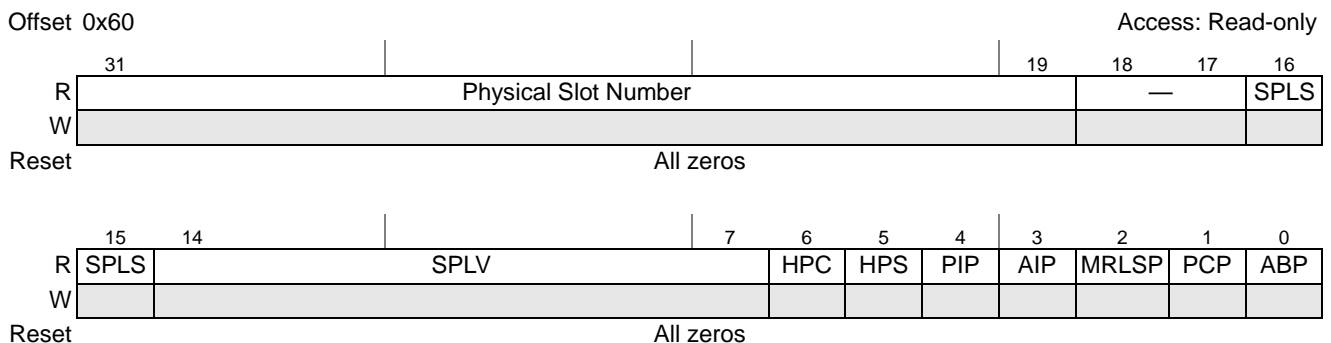 Offset 0x60 Access: Read-only
31 19 18 17 16
R Physical Slot Number — SPLS
W
Reset All zeros
15 14 7 6 5 4 3 2 1 0
R SPLS SPLV HPC HPS PIP AIP MRLSP PCP ABP
W
Reset All zeros